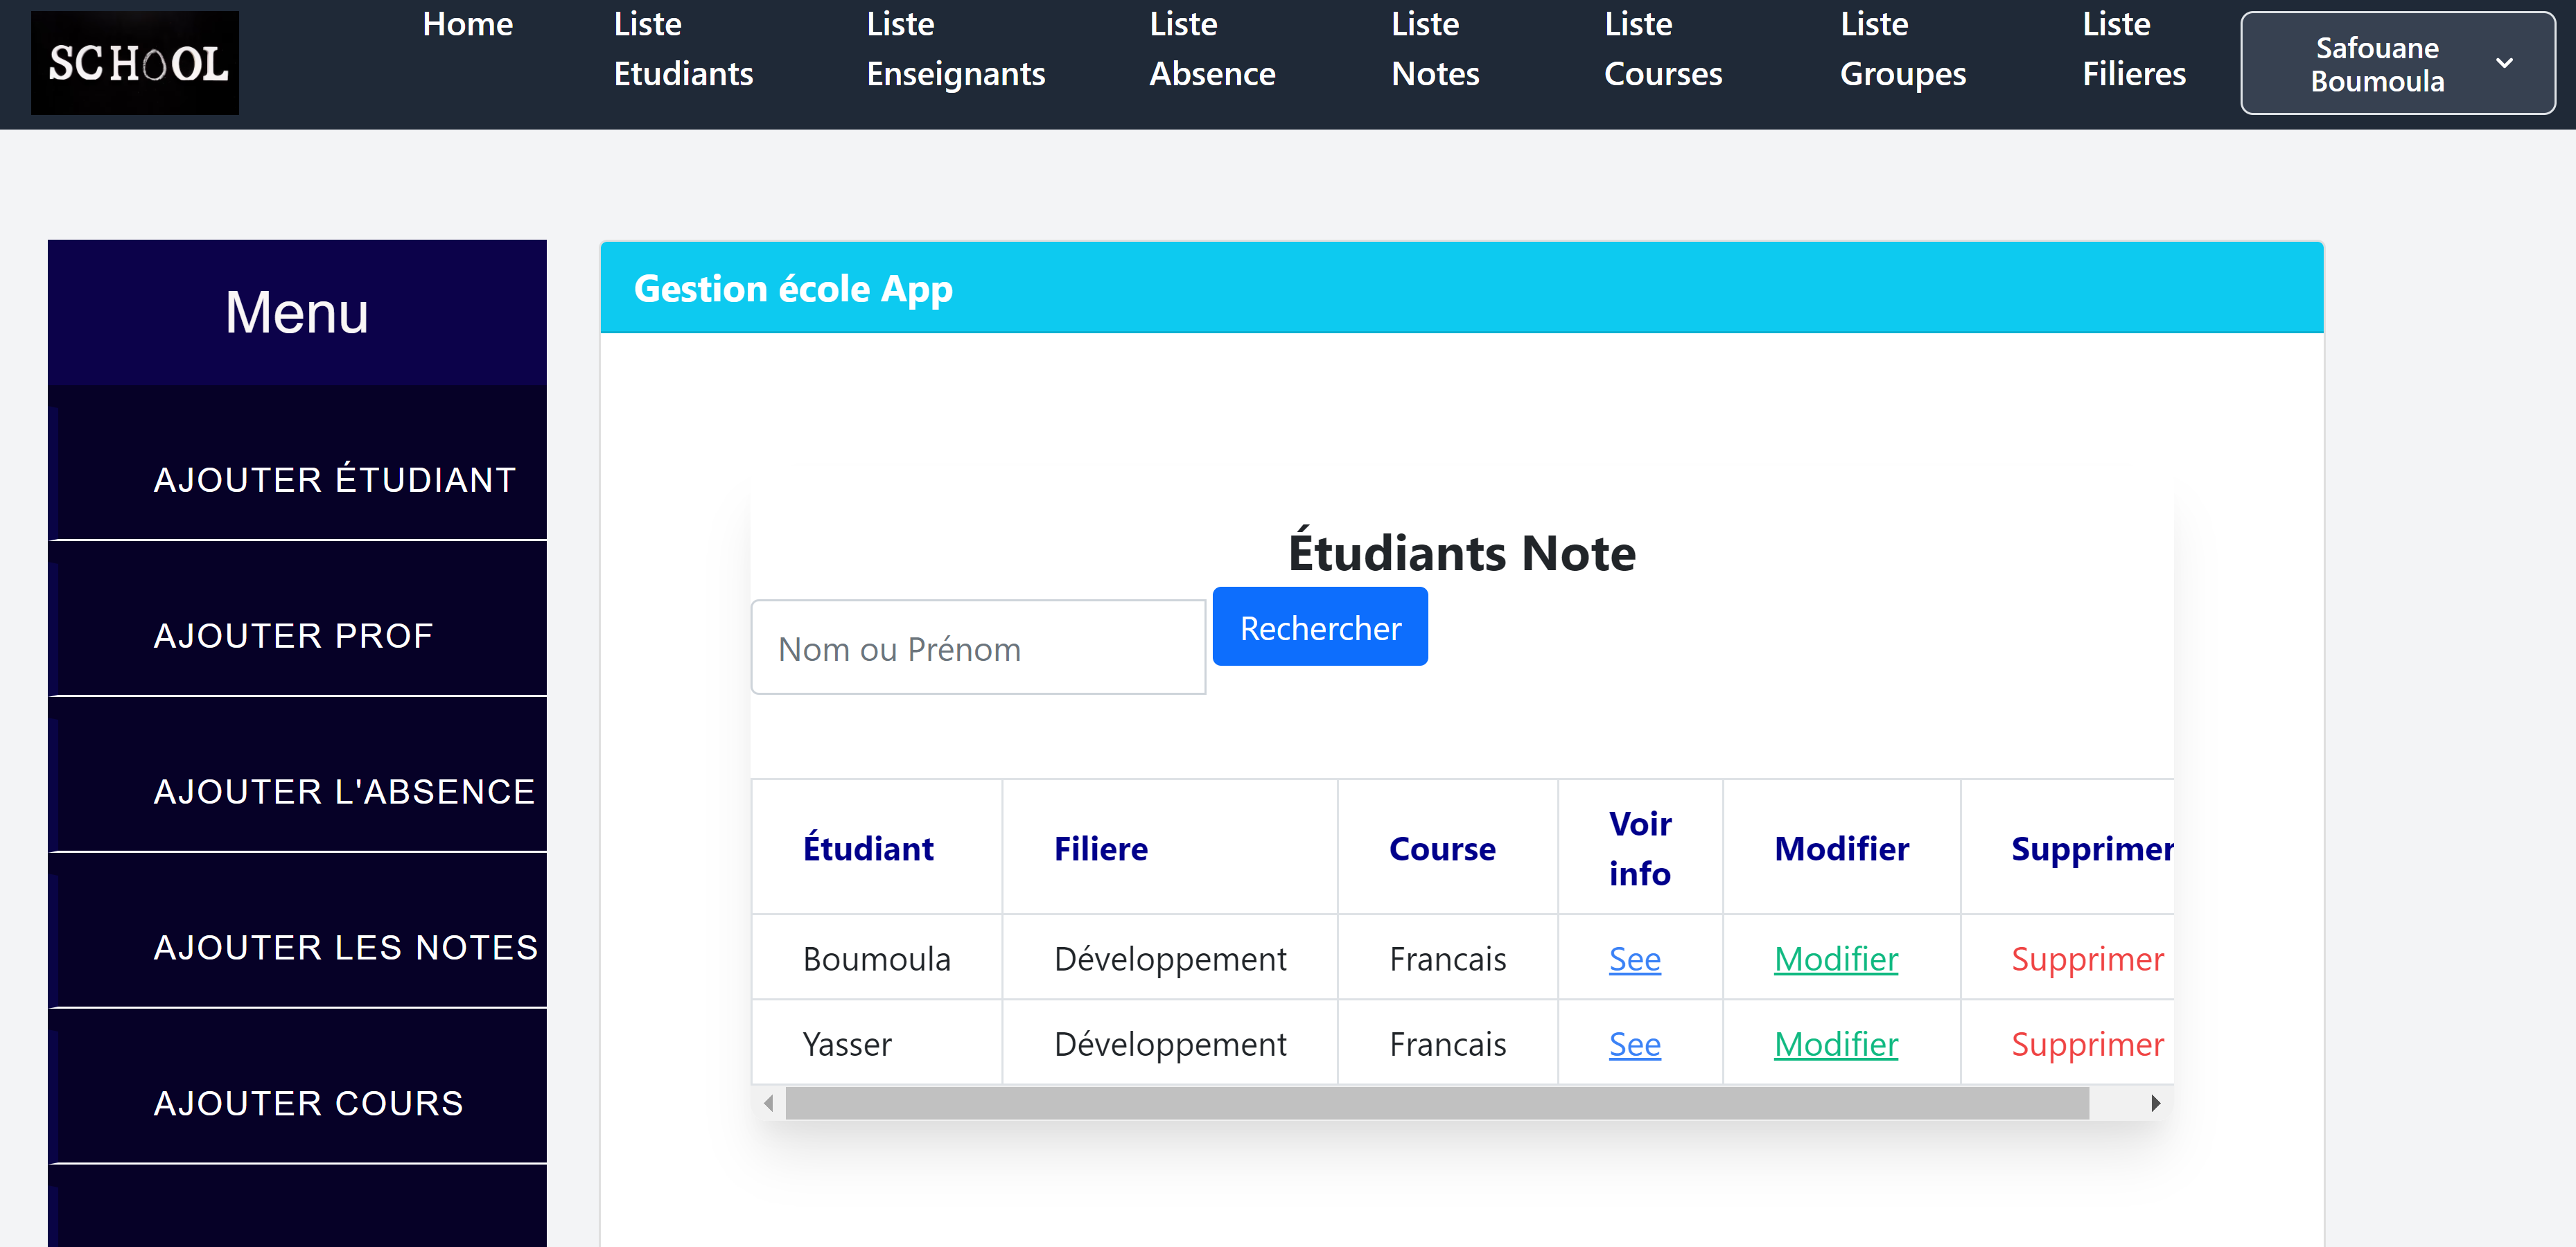 SCHOOL
Home
Liste
Etudiants
Liste
Enseignants
Liste
Absence
Liste
Notes
Liste
Courses
Liste
Groupes
Liste
Filieres
Safouane
Boumoula
Menu
AJOUTER ÉTUDIANT
AJOUTER PROF
AJOUTER L'ABSENCE
AJOUTER LES NOTES
AJOUTER COURS
Gestion école App
Étudiants Note
Nom ou Prénom
Rechercher
Étudiant
Filiere
Course
Voir
info
Modifier
Supprimer
Boumoula
Développement
Francais
See
Modifier
Supprimer
Yasser
Développement
Francais
See
Modifier
Supprimer